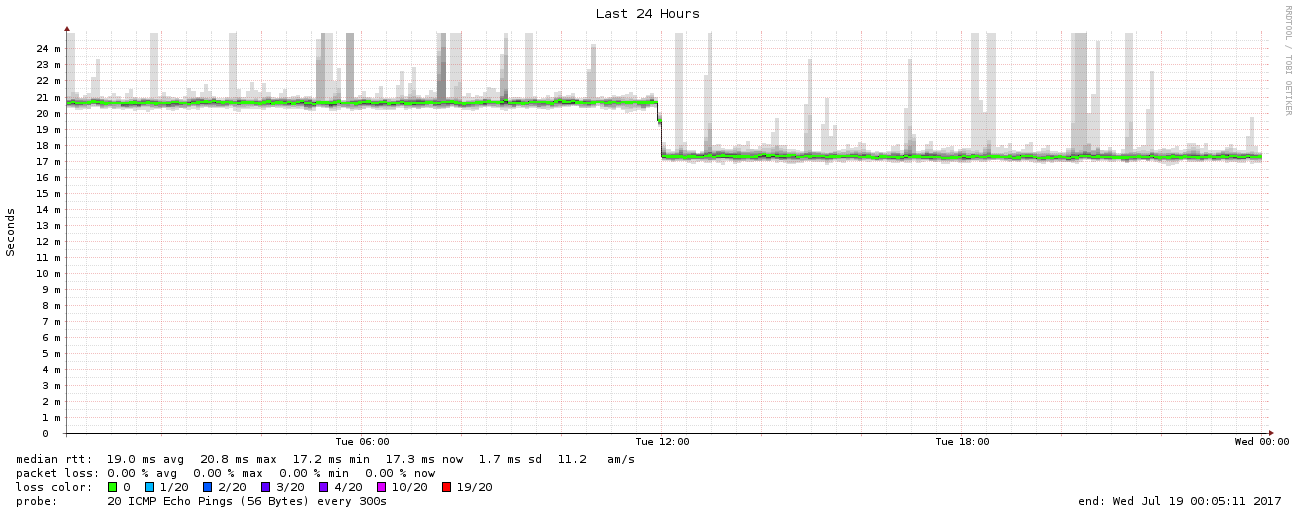 Last 24 Hours
RRDTOOL / TOBI OETIKER
Seconds
24 m
23 m
22 m
21 m
20 m
19 m
18 m
17 m
16 m
15 m
14 m
13 m
12 m
11 m
10 m
9 m
8 m
7 m
6 m
5 m
4 m
3 m
2 m
1 m
0
Tue 06:00 Tue 12:00 Tue 18:00 Wed 00:00
median rtt: 19.0 ms avg 20.8 ms max 17.2 ms min 17.3 ms now 1.7 ms sd 11.2 am/s
packet loss: 0.00 % avg 0.00 % max 0.00 % min 0.00 % now
loss color: 0 1/20 2/20 3/20 4/20 10/20 19/20
probe: 20 ICMP Echo Pings (56 Bytes) every 300s end: Wed Jul 19 00:05:11 2017